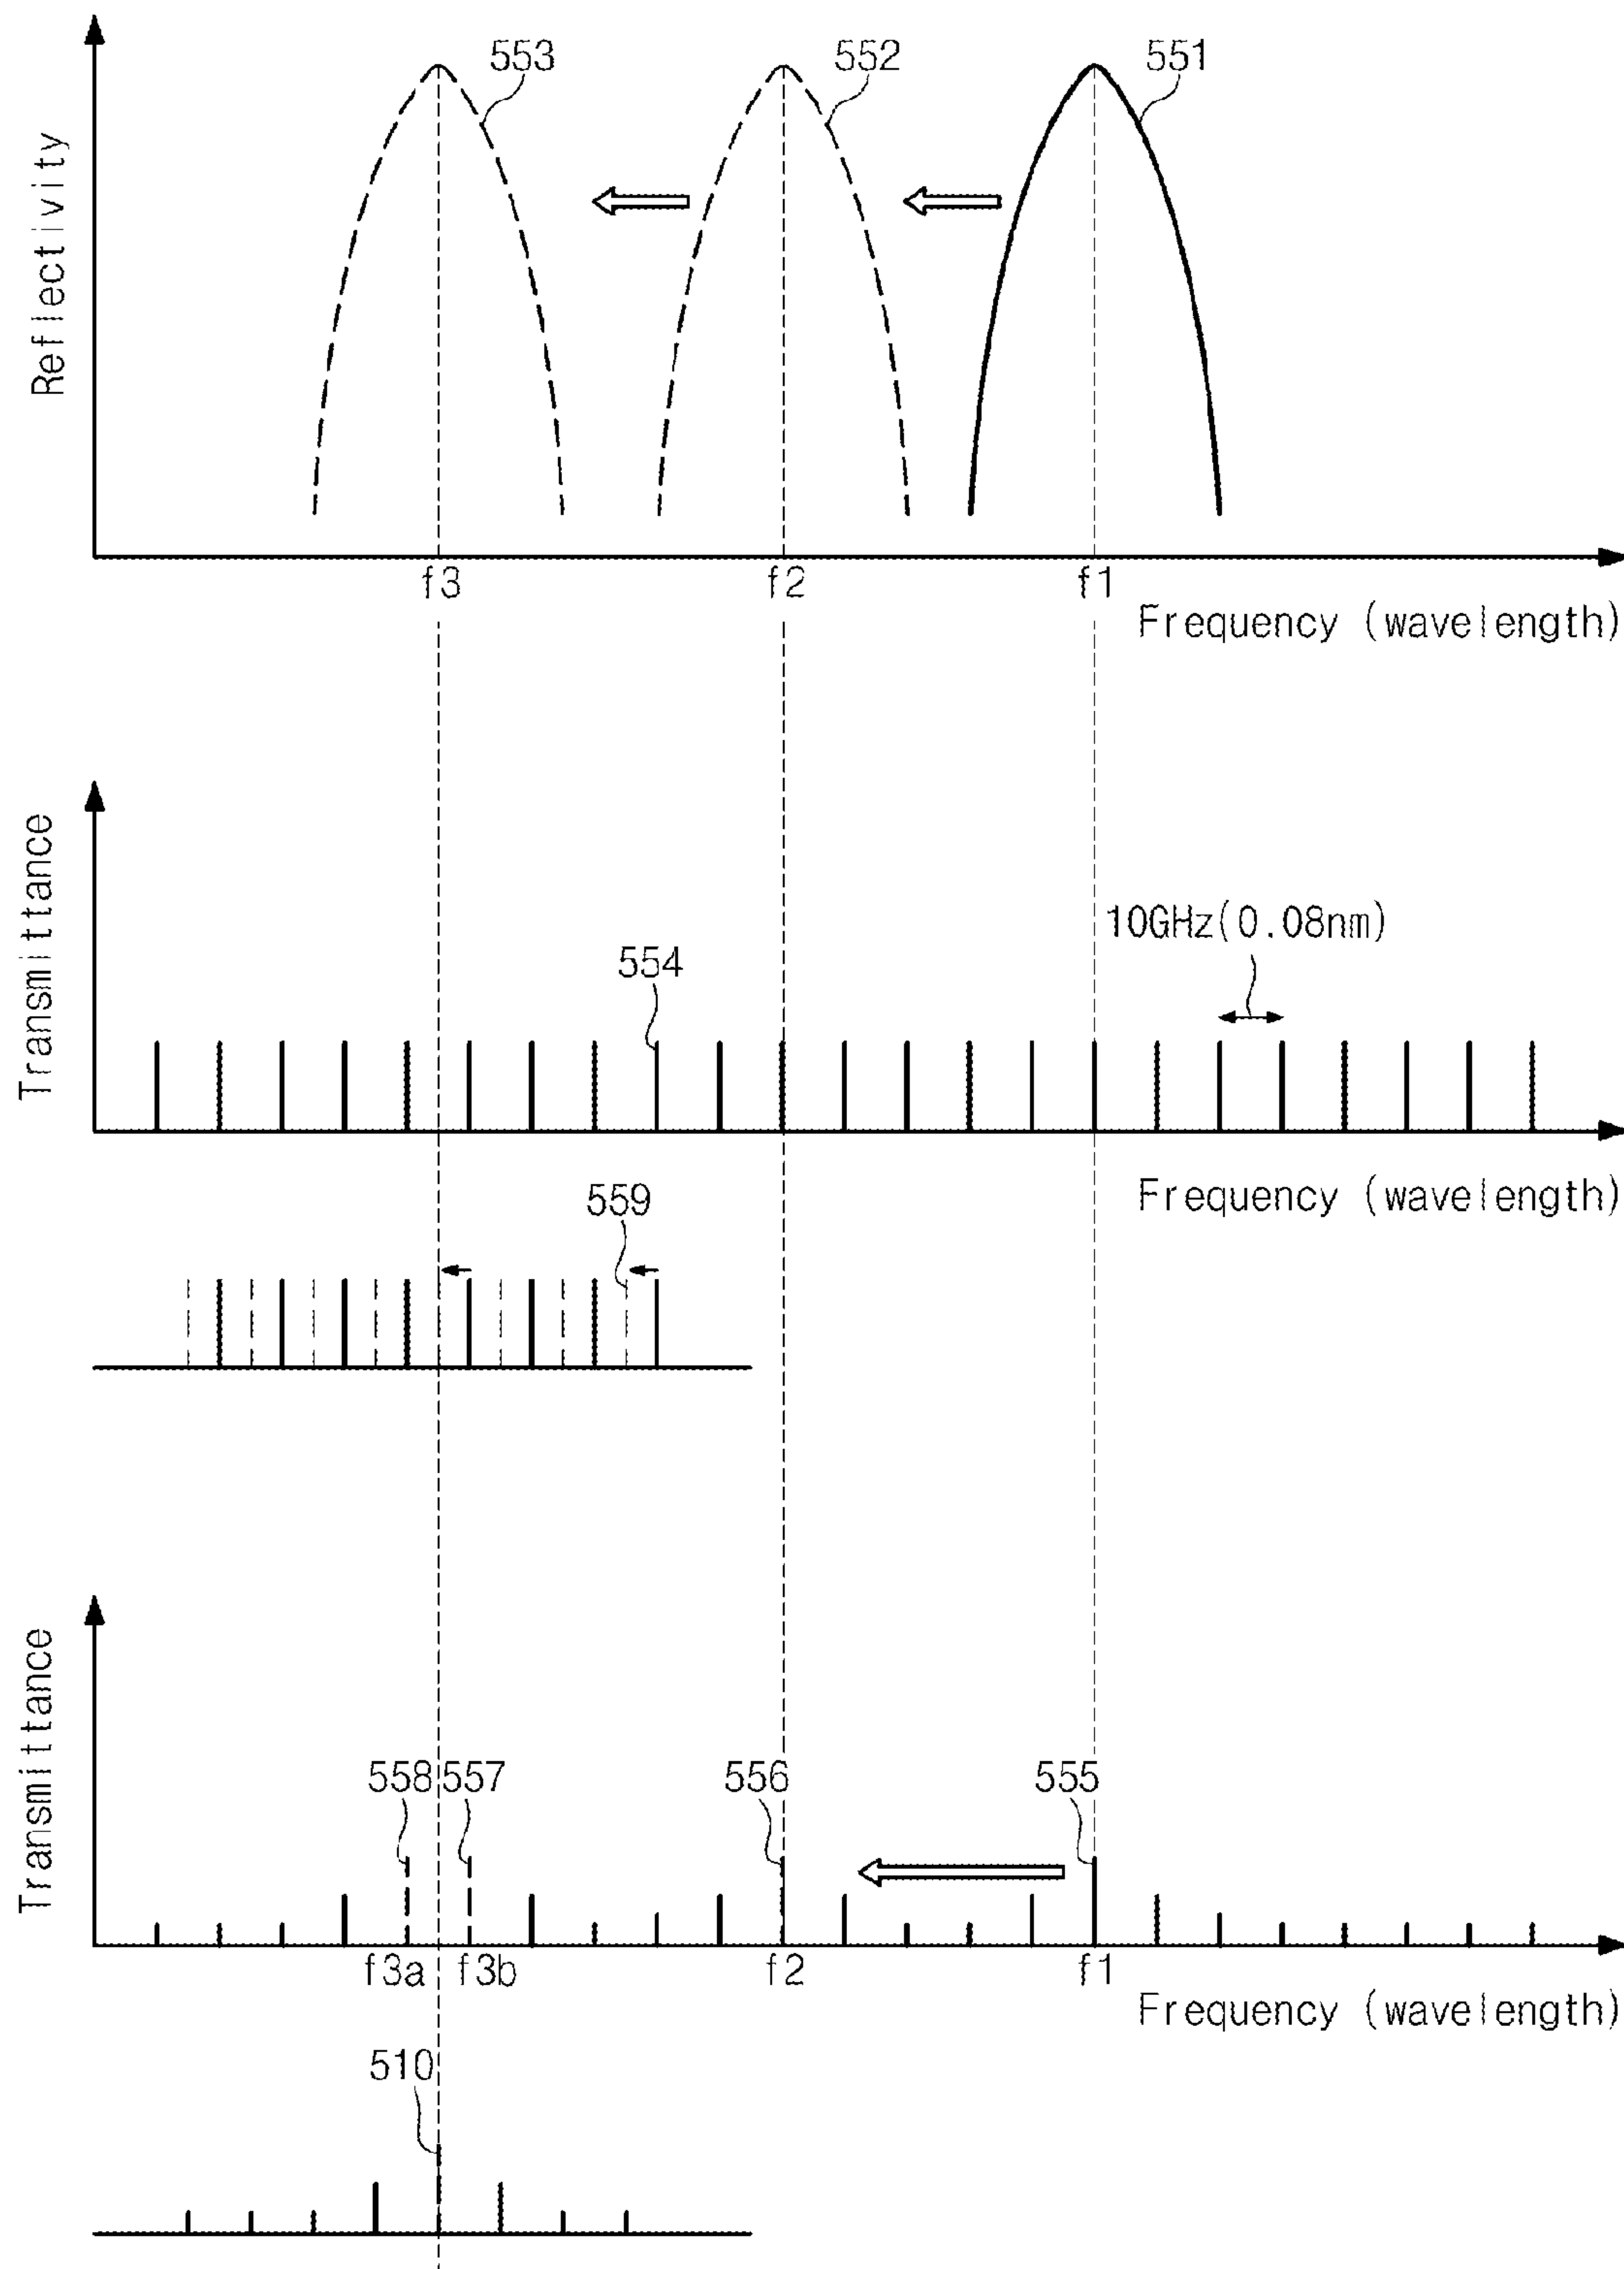 553
552
551
Reflectivity
f3
f2
f1
Frequency (wavelength)
Transmittance
10GHz(0.08nm)
554
Frequency (wavelength)
559
Transmittance
558
557
556
555
f3a
f3b
f2
f1
Frequency (wavelength)
510